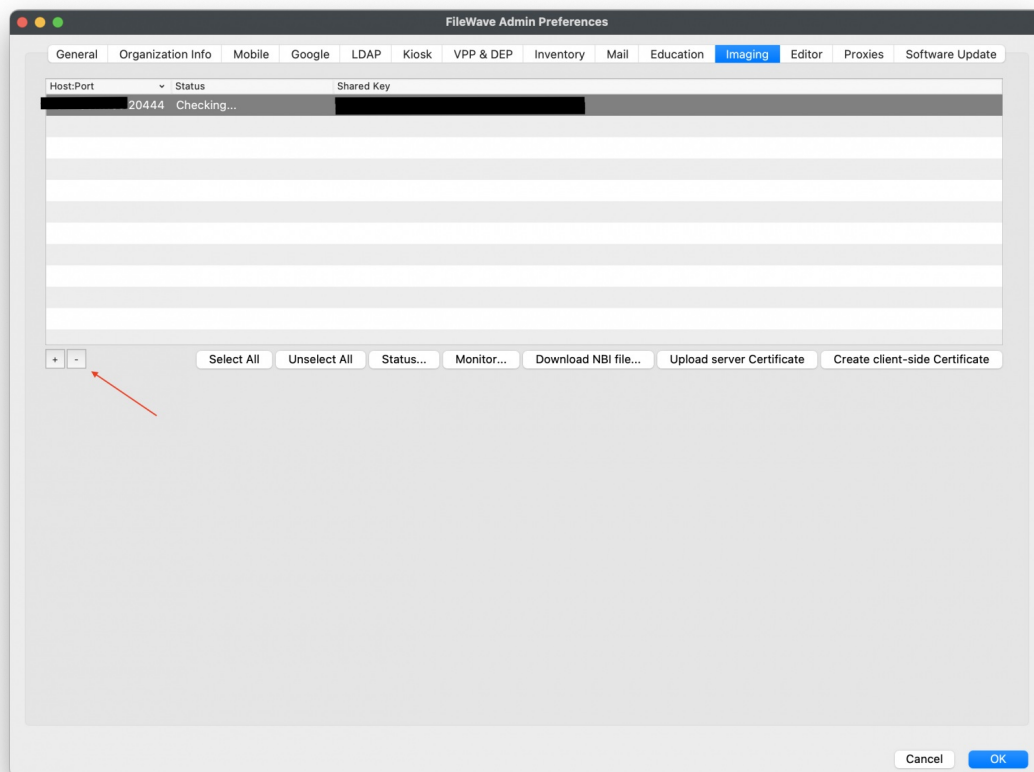 FileWave Admin Preferences
General Organization Info Mobile Google LDAP Kiosk VPP & DEP Inventory Mail Education Imaging Editor Proxies Software Update
Host:Port Status Shared Key
20444 Checking...
+ - Select All Unselect All Status... Monitor... Download NBI file... Upload server Certificate Create client-side Certificate
Cancel OK